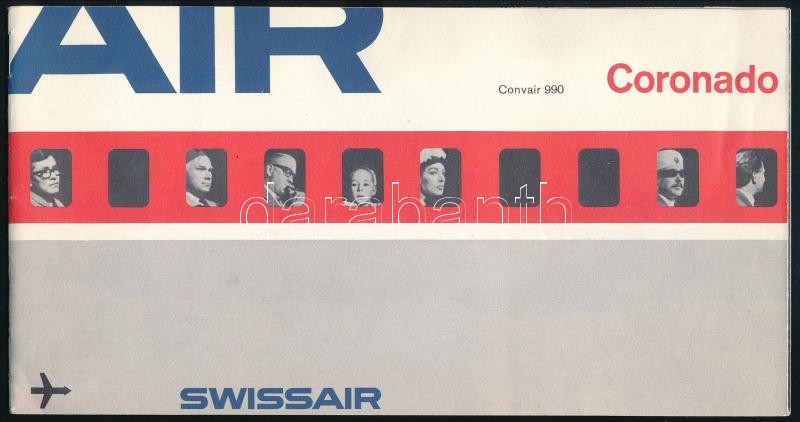 AIR
Convair 990
Coronado
darabanth
SWISSAIR